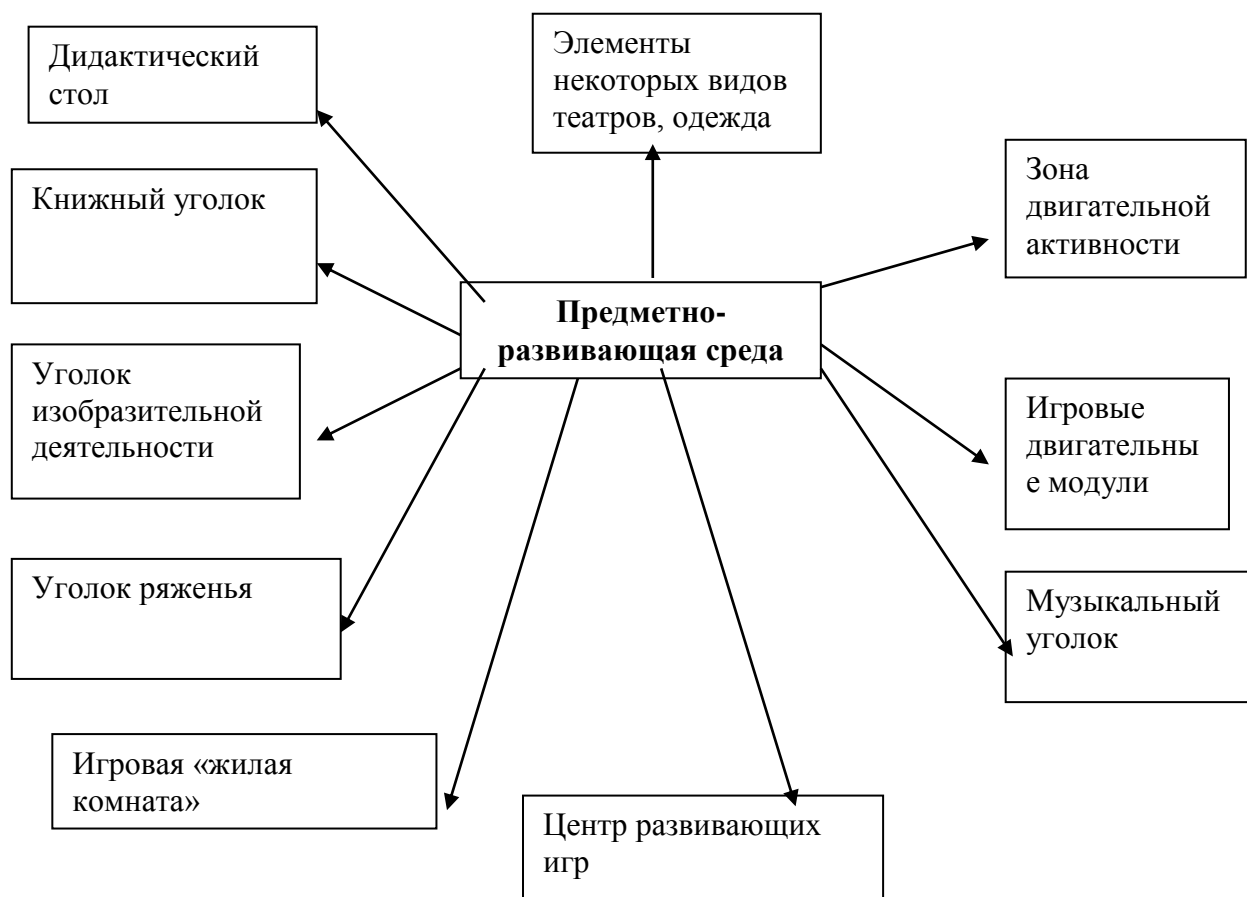 Дидактический
стол
Элементы
некоторых видов
театров, одежда
Зона
двигательной
активности
Книжный уголок
Предметно-
развивающая среда
Уголок
изобразительной
деятельности
Игровые
двигательны
е модули
Уголок ряженья
Музыкальный
уголок
Игровая «жилая
комната»
Центр развивающих
игр